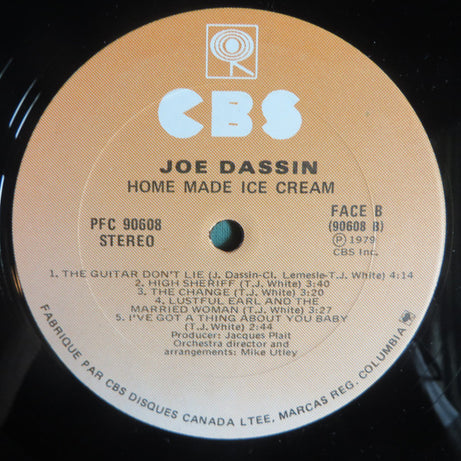 CBS
JOE DASSIN
HOME MADE ICE CREAM
PFC 90608
STEREO
FACE B
(90608 B)
Ⓟ 1979
CBS Inc.
1. THE GUITAR DON'T LIE (J. Dassin-Cl. Lemesle-T.J. White) 4:14
2. HIGH SHERIFF (T.J. WHITE) 3:40
3. THE CHANGE (T.J. White) 3:20
4. LUSTFUL EARL AND THE
MARRIED WOMAN (T.J. White) 3:27
5. I'VE GOT A THING ABOUT YOU BABY
(T.J. White) 2:44
Producer: Jacques Plait
Orchestra director and
arrangements: Mike Utley
FABRIQUE PAR CBS DISQUES CANADA LTEE, MARCAS REG. COLUMBIA